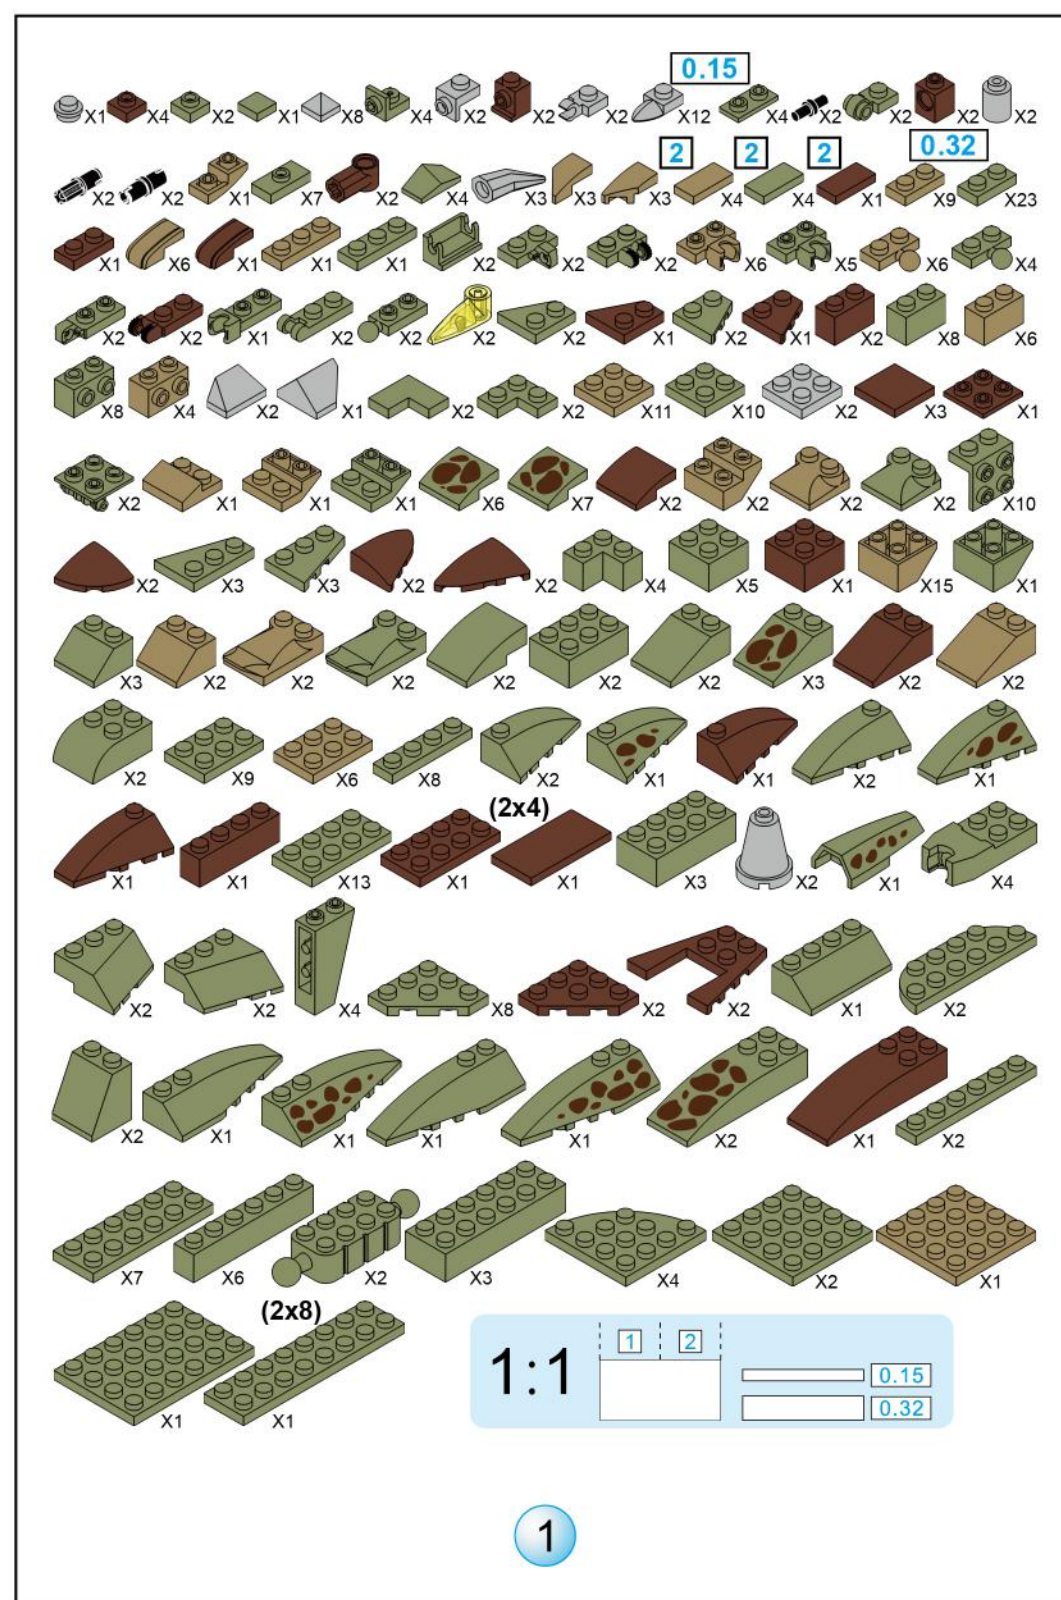 0.15
X1 X4 X2 X1 X8 X4 X2 X2 X2 X12 X4 X2 X2 X2 X2
2 2 2 0.32
X2 X2 X1 X7 X2 X4 X3 X3 X3 X4 X4 X1 X9 X23
X1 X6 X1 X1 X1 X2 X2 X2 X6 X5 X6 X4
X2 X2 X1 X2 X2 X2 X2 X1 X2 X1 X2 X8 X6
X8 X4 X2 X1 X2 X2 X11 X10 X2 X3 X1
X2 X1 X1 X1 X6 X7 X2 X2 X2 X2 X10
X2 X3 X3 X2 X2 X4 X5 X1 X15 X1
X3 X2 X2 X2 X2 X2 X2 X3 X2 X2
X2 X9 X6 X8 X2 X1 X1 X2 X1
(2x4)
X1 X1 X13 X1 X1 X3 X2 X1 X4
X2 X2 X4 X8 X2 X2 X1 X2
X2 X1 X1 X1 X1 X2 X1 X2
X7 X6 X2 X3 X4 X2 X1
(2x8)
X1 X1
1:1
1 2
0.15
0.32
1